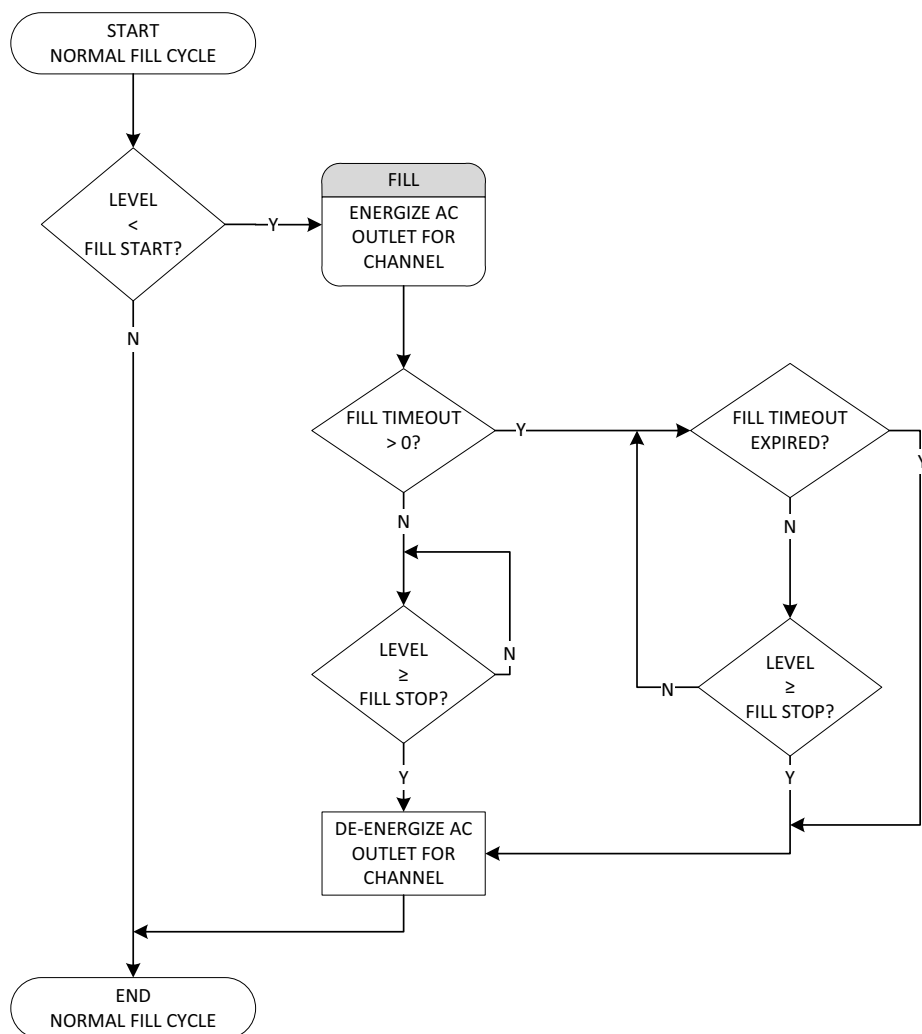 START
NORMAL FILL CYCLE
LEVEL
<
FILL START?
Y
FILL
ENERGIZE AC
OUTLET FOR
CHANNEL
N
FILL TIMEOUT
> 0?
Y
FILL TIMEOUT
EXPIRED?
Y
N
N
LEVEL
≥
FILL STOP?
N
LEVEL
≥
FILL STOP?
N
Y
Y
DE-ENERGIZE AC
OUTLET FOR
CHANNEL
END
NORMAL FILL CYCLE